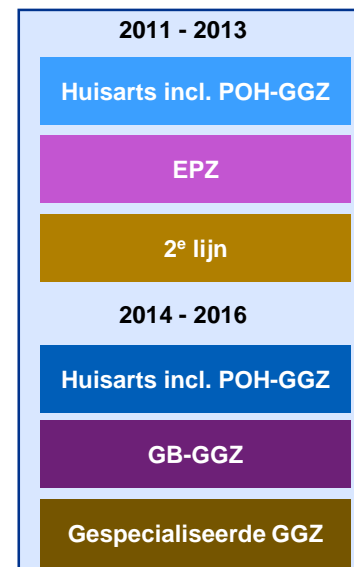 2011 - 2013
Huisarts incl. POH-GGZ
EPZ
2e lijn
2014 - 2016
Huisarts incl. POH-GGZ
GB-GGZ
Gespecialiseerde GGZ